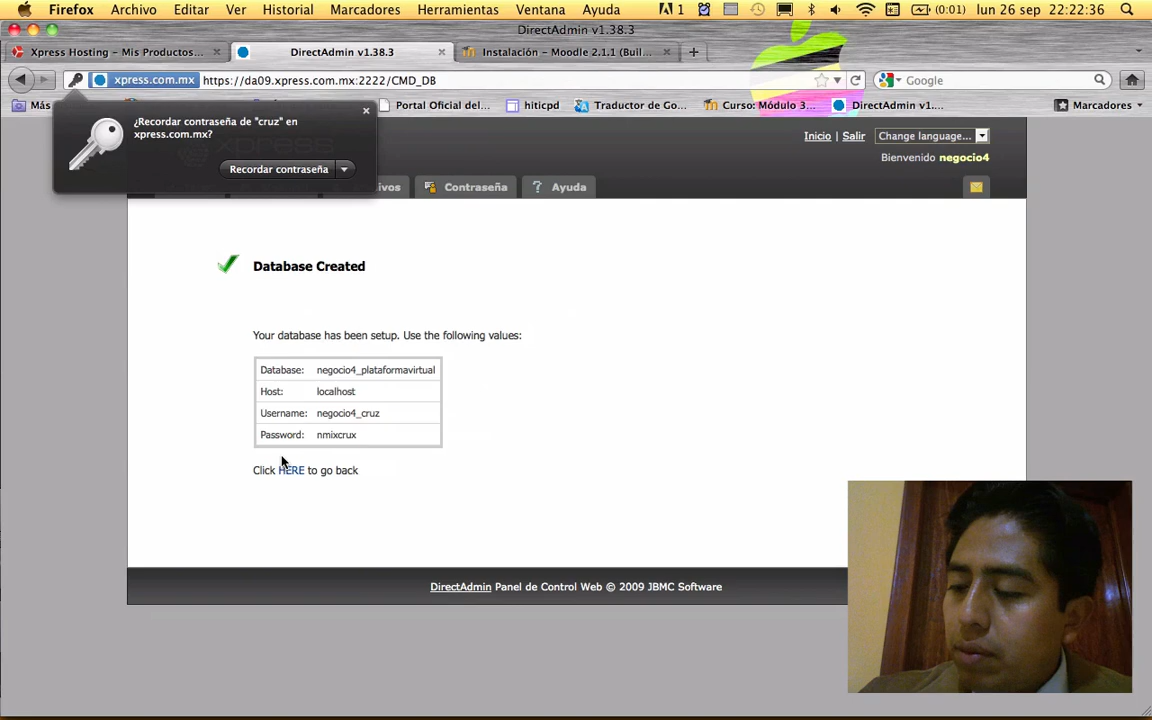 Firefox Archivo Editar Ver Historial Marcadores Herramientas Ventana Ayuda 1 (0:01) lun 26 sep 22:22:36
DirectAdmin v1.38.3
Xpress Hosting – Mis Productos... DirectAdmin v1.38.3 Instalación – Moodle 2.1.1 (Buil...
xpress.com.mx https://da09.xpress.com.mx:2222/CMD_DB Google
Más Portal Oficial del... hiticpd Traductor de Go... Curso: Módulo 3... DirectAdmin v1.... Marcadores
¿Recordar contraseña de "cruz" en
xpress.com.mx?
Recordar contraseña
Inicio | Salir Change language...
Bienvenido negocio4
ivos Contraseña ? Ayuda
Database Created
Your database has been setup. Use the following values:
Database: negocio4_plataformavirtual
Host: localhost
Username: negocio4_cruz
Password: nmixcrux
Click HERE to go back
DirectAdmin Panel de Control Web © 2009 JBMC Software